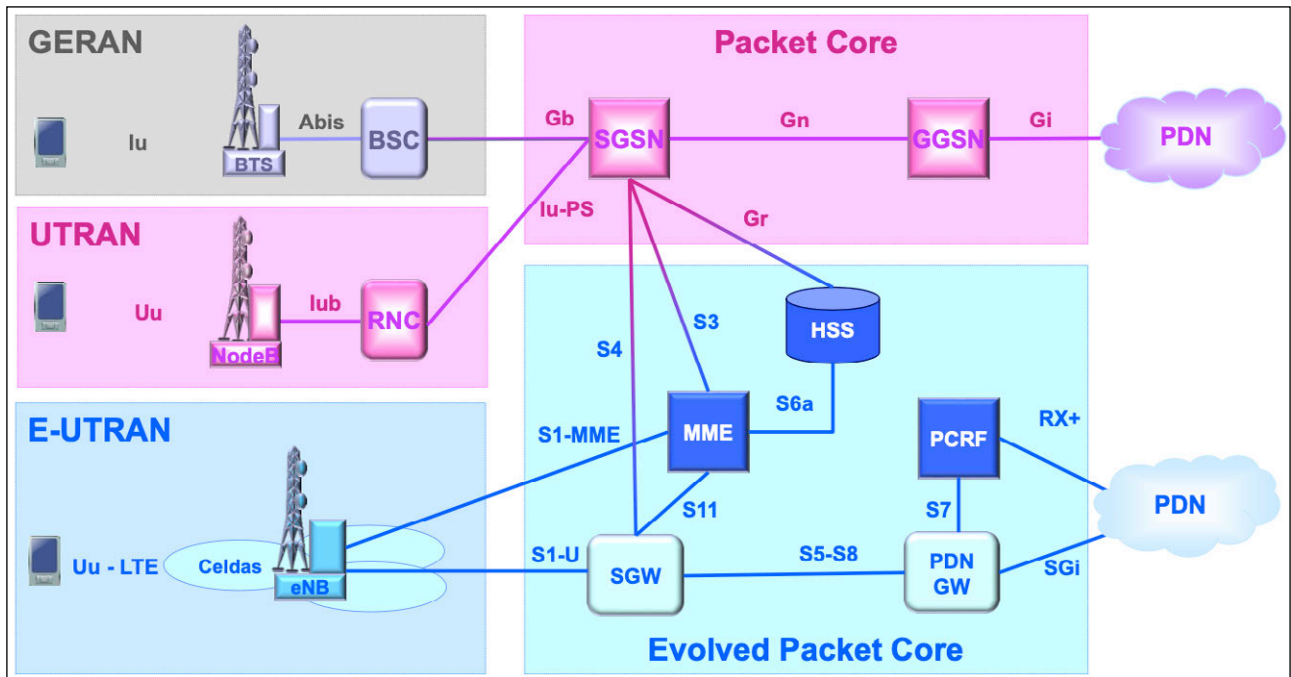 GERAN
Iu
BTS
Abis
BSC
Packet Core
Gb
SGSN
Gn
GGSN
Gi
PDN
Iu-PS
Gr
UTRAN
Uu
NodeB
Iub
RNC
S4
S3
HSS
S6a
E-UTRAN
S1-MME
MME
PCRF
RX+
S11
S7
PDN
Uu - LTE
Celdas
eNB
S1-U
SGW
S5-S8
PDN
GW
SGi
Evolved Packet Core